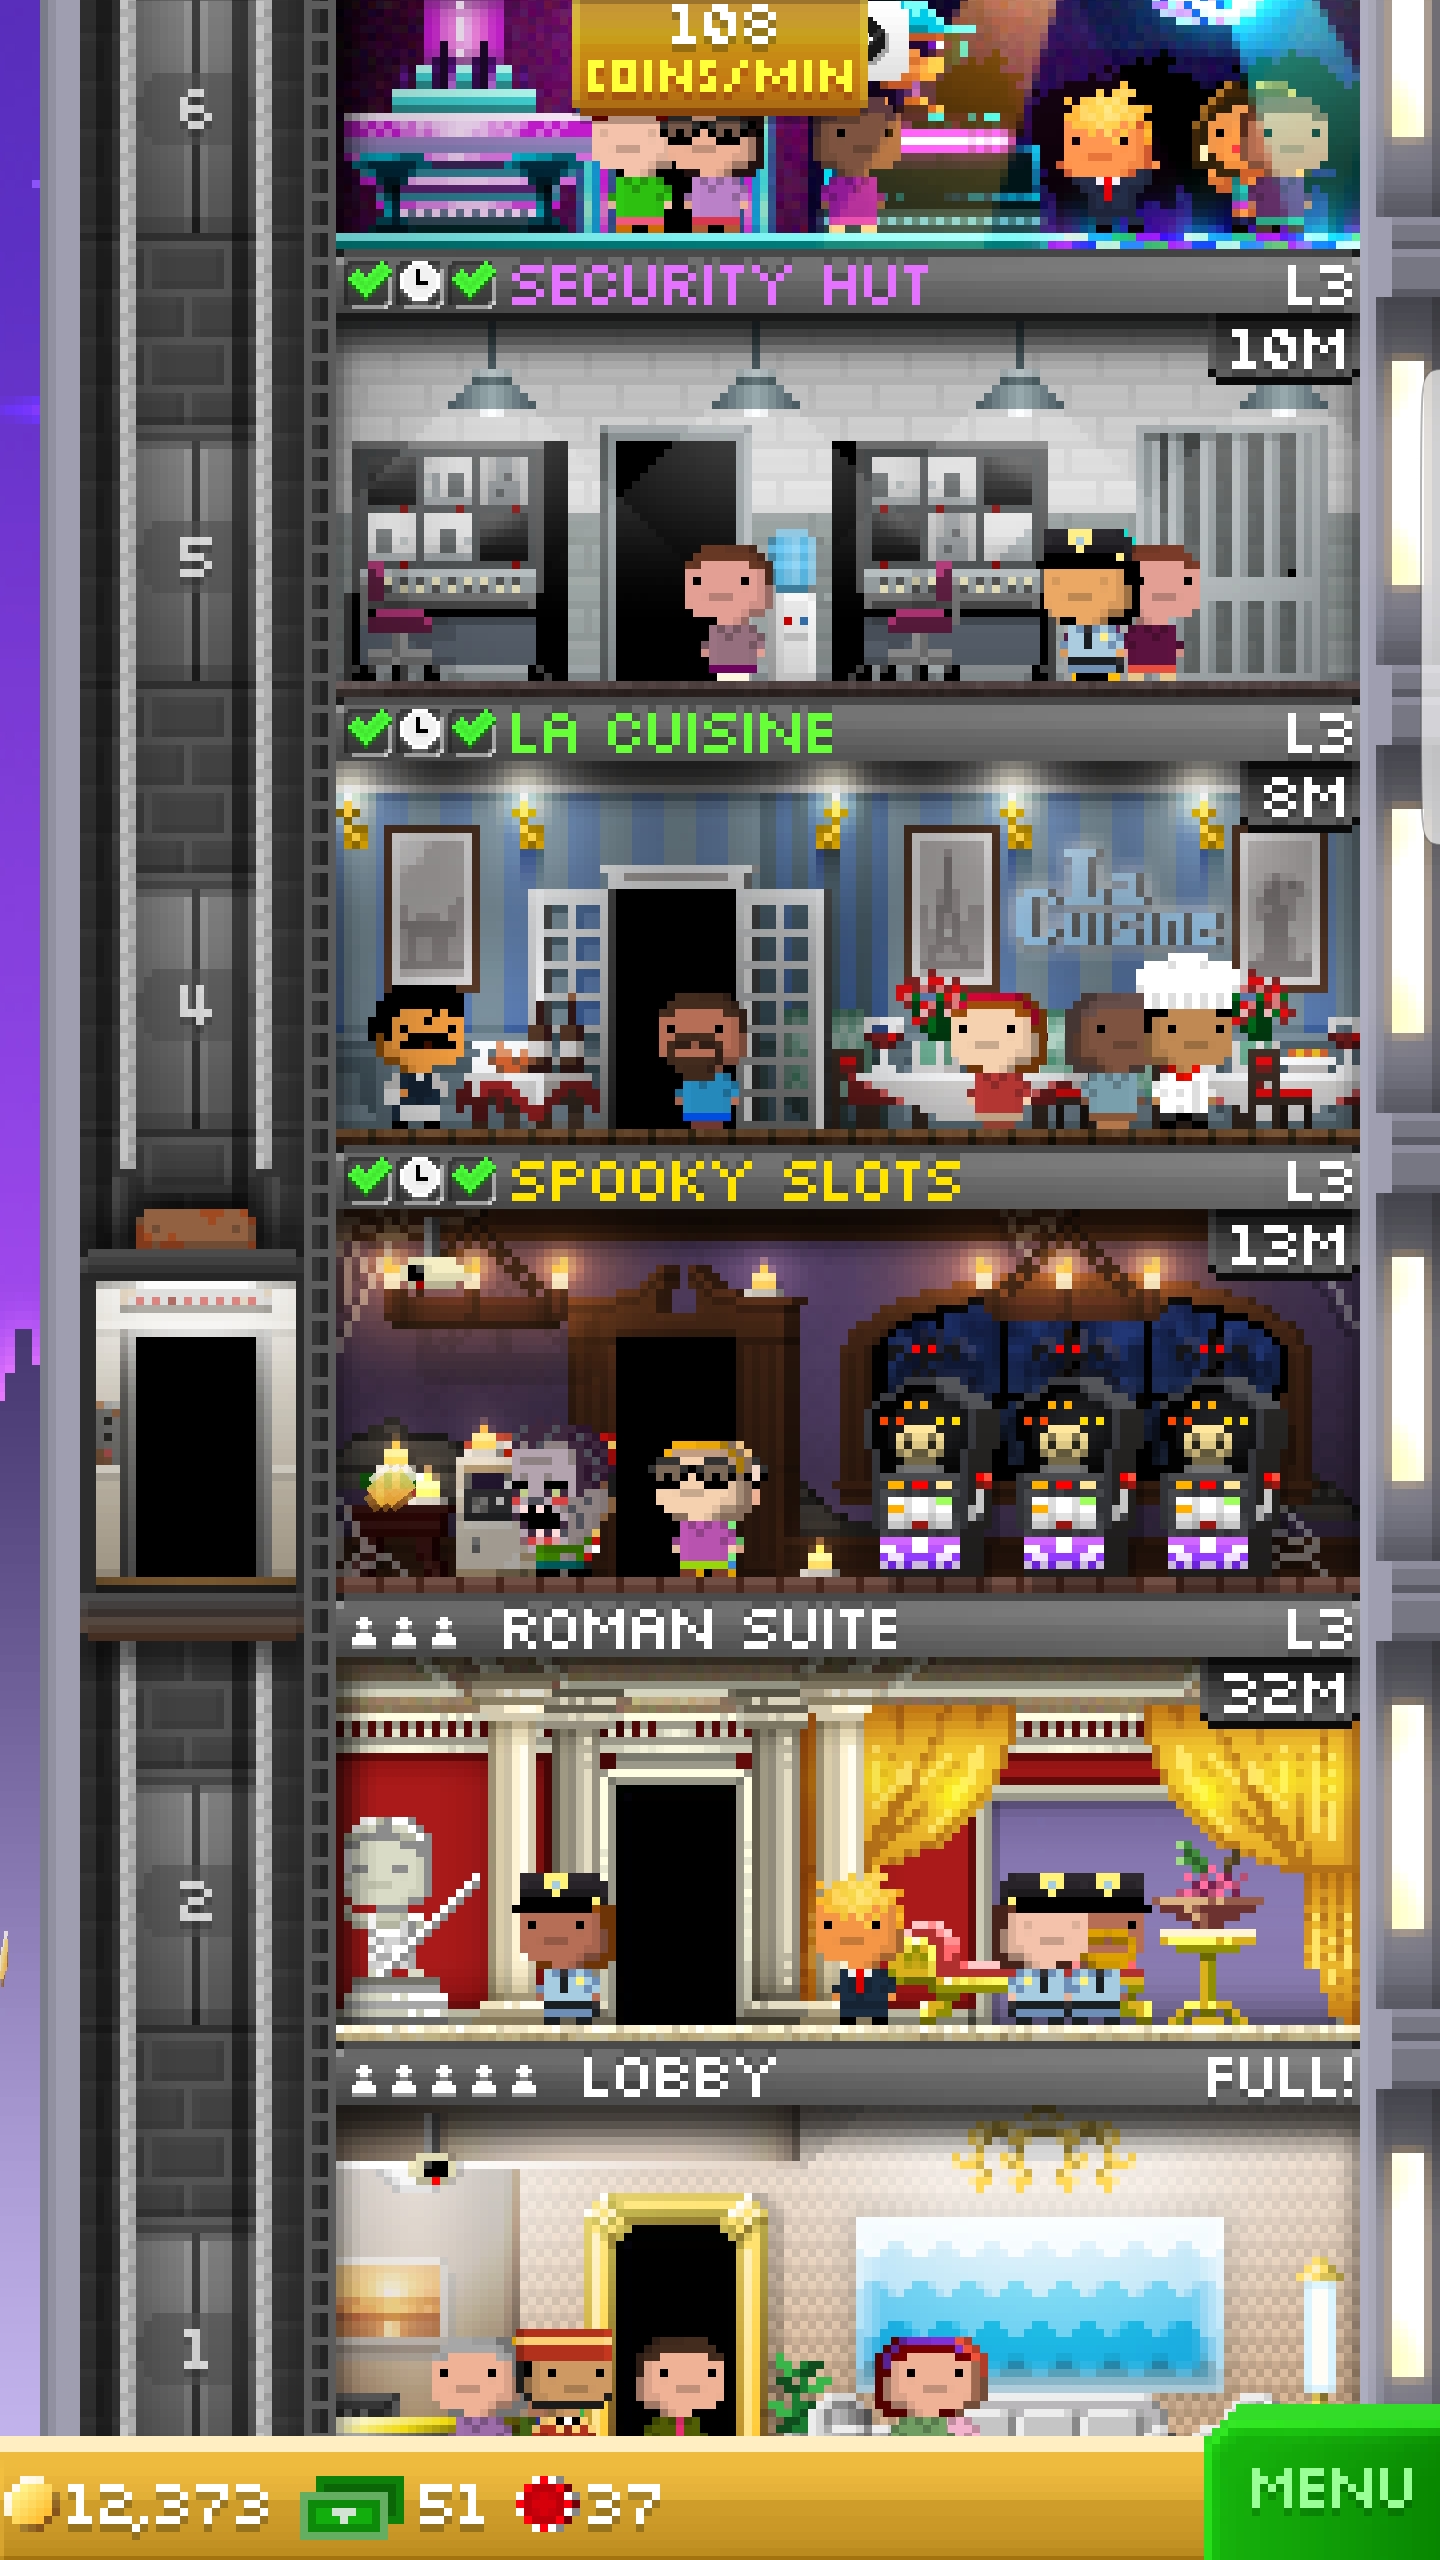 108
COINS/MIN
6
SECURITY HUT L3
10M
5
LA CUISINE L3
8M
La
Cuisine
4
SPOOKY SLOTS L3
13M
ROMAN SUITE L3
32M
2
LOBBY FULL!
1
12,373 51 37 MENU